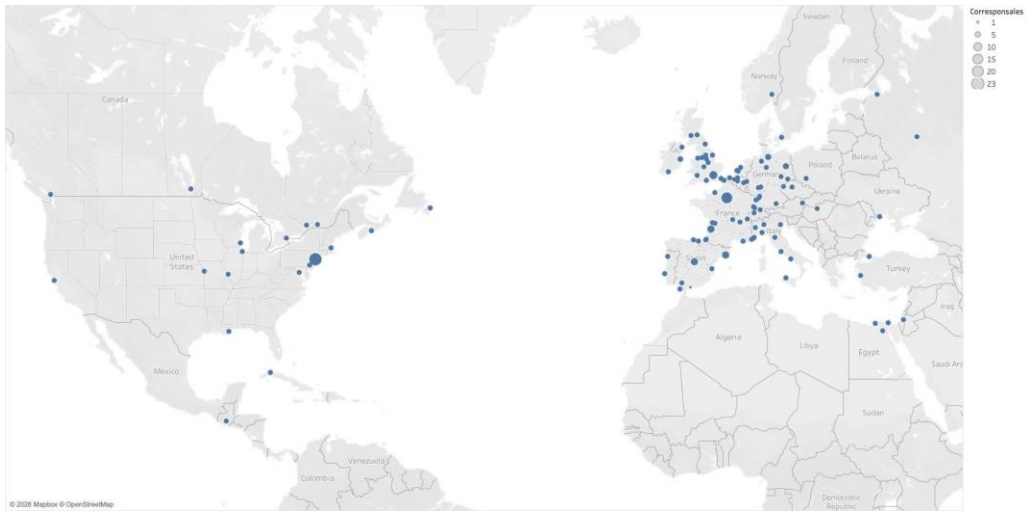 Corresponsales
1
5
10
15
20
23
Sweden
Finland
Norway
Canada
Poland
Belarus
Germany
Ukraine
France
Italy
United
States
Spain
Turkey
Iraq
Algeria
Libya
Egypt
Saudi Ara
Mexico
Sudan
Venezuela
Colombia
Democratic
Republic
© 2026 Mapbox © OpenStreetMap